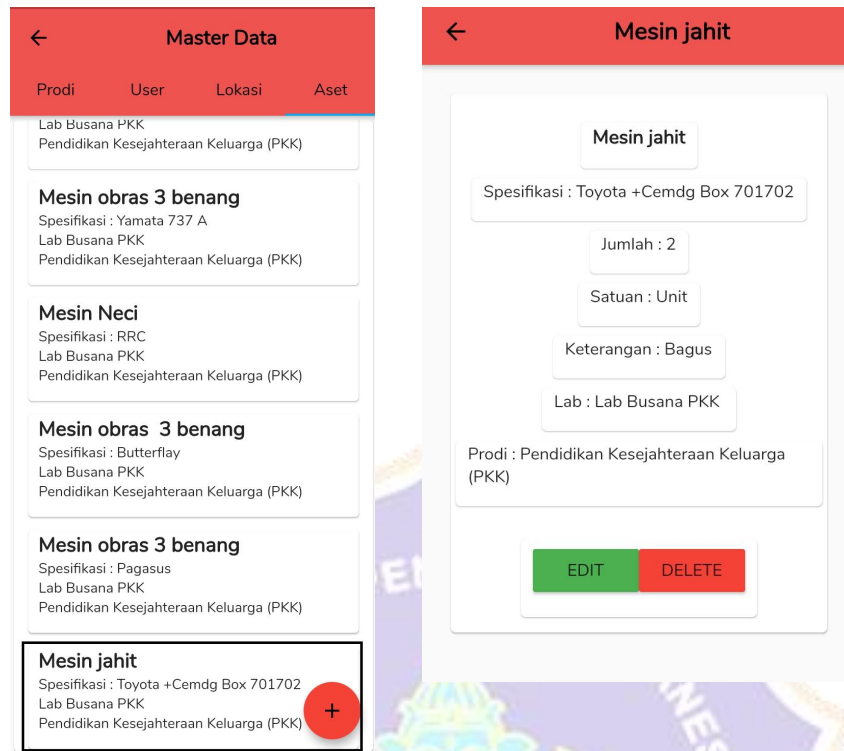 Master Data
Prodi User Lokasi Aset
Lab Busana PKK
Pendidikan Kesejahteraan Keluarga (PKK)
Mesin obras 3 benang
Spesifikasi : Yamata 737 A
Lab Busana PKK
Pendidikan Kesejahteraan Keluarga (PKK)
Mesin Neci
Spesifikasi : RRC
Lab Busana PKK
Pendidikan Kesejahteraan Keluarga (PKK)
Mesin obras 3 benang
Spesifikasi : Butterflay
Lab Busana PKK
Pendidikan Kesejahteraan Keluarga (PKK)
Mesin obras 3 benang
Spesifikasi : Pagasus
Lab Busana PKK
Pendidikan Kesejahteraan Keluarga (PKK)
Mesin jahit
Spesifikasi : Toyota +Cemdg Box 701702
Lab Busana PKK
Pendidikan Kesejahteraan Keluarga (PKK)
+
Mesin jahit
Mesin jahit
Spesifikasi : Toyota +Cemdg Box 701702
Jumlah : 2
Satuan : Unit
Keterangan : Bagus
Lab : Lab Busana PKK
Prodi : Pendidikan Kesejahteraan Keluarga
(PKK)
EDIT DELETE